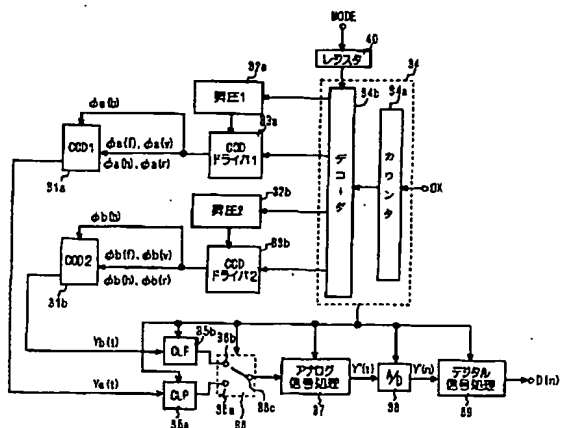 MODE
レジスタ
40
34
32a
34b
34a
昇圧1
33a
φa(b)
CCD1
φa(f), φa(v)
φa(h), φa(r)
CCD
ドライバ1
31a
デコーダ
カウンタ
CK
32b
昇圧2
33b
φb(b)
CCD2
φb(f), φb(v)
φb(h), φb(r)
CCD
ドライバ2
31b
Yb(t)
35b
CLP
36b
36c
36a
36
Ya(t)
CLP
35a
アナログ
信号処理
37
Y'(t)
A/D
38
Y'(n)
デジタル
信号処理
39
D(n)